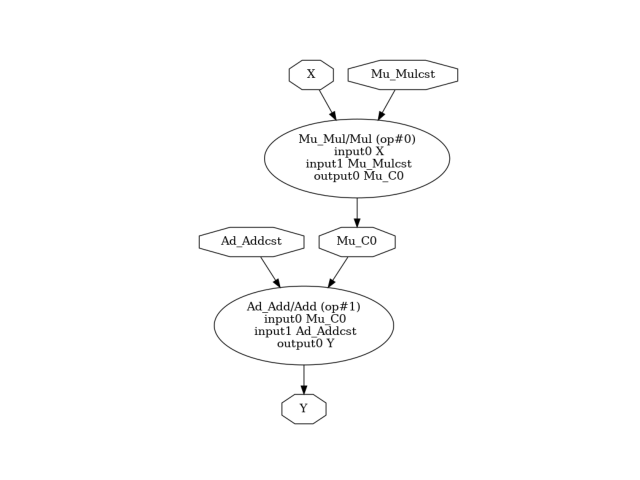 X
Mu_Mulcst
Mu_Mul/Mul (op#0)
input0 X
input1 Mu_Mulcst
output0 Mu_C0
Ad_Addcst
Mu_C0
Ad_Add/Add (op#1)
input0 Mu_C0
input1 Ad_Addcst
output0 Y
Y